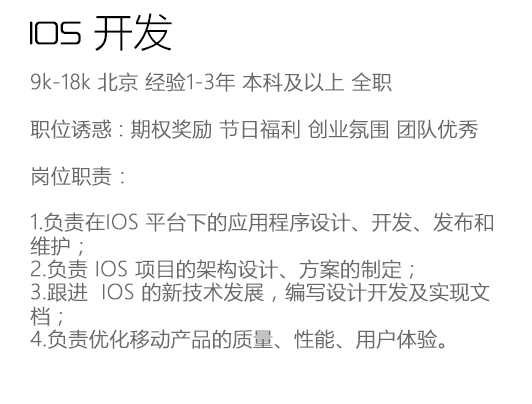 IOS 开发
9k-18k 北京 经验1-3年 本科及以上 全职
职位诱惑 : 期权奖励 节日福利 创业氛围 团队优秀
岗位职责 :
1.负责在IOS 平台下的应用程序设计、开发、发布和
维护；
2.负责 IOS 项目的架构设计、方案的制定；
3.跟进  IOS 的新技术发展，编写设计开发及实现文
档；
4.负责优化移动产品的质量、性能、用户体验。